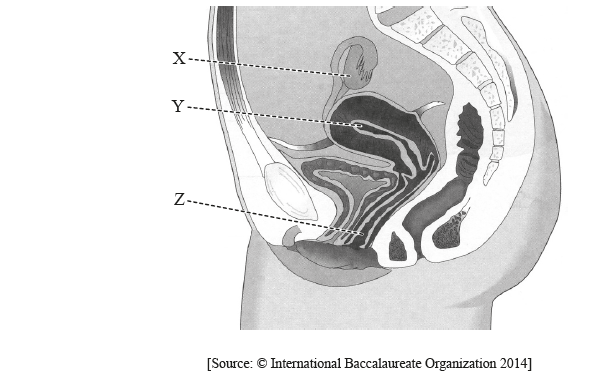 X
Y
Z
[Source: © International Baccalaureate Organization 2014]